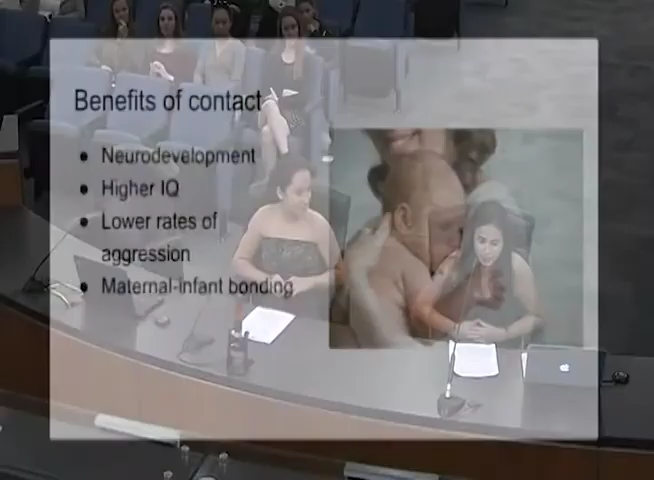 Benefits of contact
Neurodevelopment
Higher IQ
Lower rates of
aggression
Maternal-infant bonding